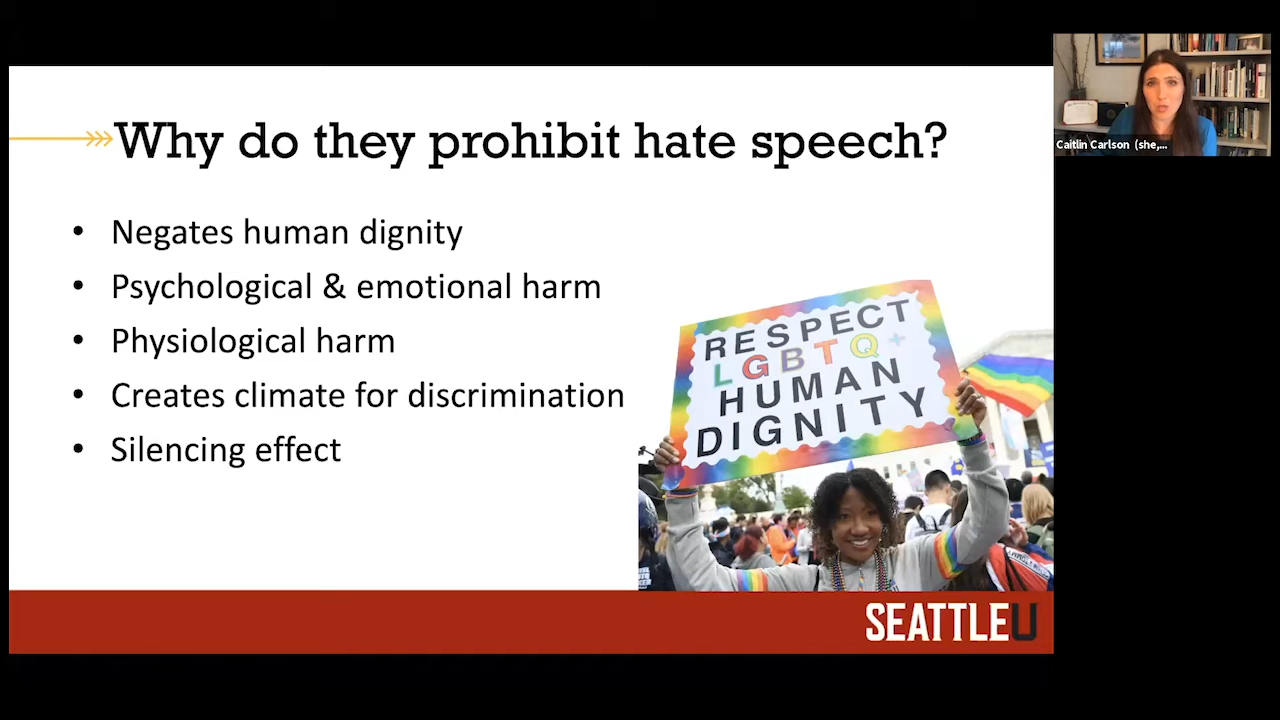 Why do they prohibit hate speech?
• Negates human dignity
• Psychological & emotional harm
• Physiological harm
• Creates climate for discrimination
• Silencing effect
RESPECT
LGBTQ+
HUMAN
DIGNITY
SEATTLEU
Caitlin Carlson (she,...